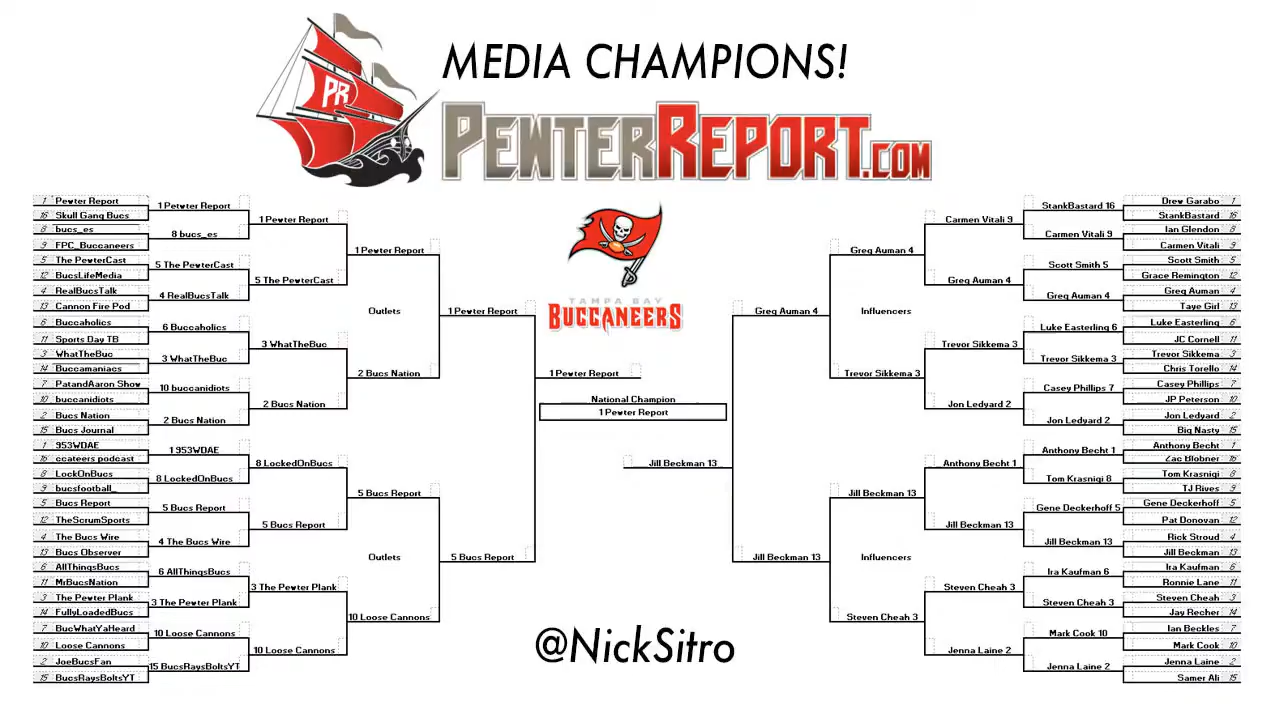 MEDIA CHAMPIONS!
PR
PEWTERREPORT.COM
TAMPA BAY
BUCCANEERS
1 Pewter Report
16 Skull Gang Bucs
8 bucs_es
9 FPC_Buccaneers
5 The PewterCast
12 BucsLifeMedia
4 RealBucsTalk
13 Cannon Fire Pod
6 Buccaholics
11 Sports Day TB
3 WhatTheBuc
14 Buccamaniacs
7 PatandAaron Show
10 buccanidiots
2 Bucs Nation
15 Bucs Journal
1 953WDAE
16 ccateers podcast
8 LockOnBucs
9 bucsfootball_
5 Bucs Report
12 TheScrumSports
4 The Bucs Wire
13 Bucs Observer
6 AllThingsBucs
11 MrBucsNation
3 The Pewter Plank
14 FullyLoadedBucs
7 BucWhatYaHeard
10 Loose Cannons
2 JoeBucsFan
15 BucsRaysBoltsYT
1 Petwter Report
8 bucs_es
5 The PewterCast
4 RealBucsTalk
6 Buccaholics
3 WhatTheBuc
10 buccanidiots
2 Bucs Nation
1 953WDAE
8 LockedOnBucs
5 Bucs Report
4 The Bucs Wire
6 AllThingsBucs
3 The Pewter Plank
10 Loose Cannons
15 BucsRaysBoltsYT
1 Pewter Report
5 The PewterCast
3 WhatTheBuc
2 Bucs Nation
8 LockedOnBucs
5 Bucs Report
3 The Pewter Plank
10 Loose Cannons
1 Pewter Report
Outlets
2 Bucs Nation
5 Bucs Report
Outlets
10 Loose Cannons
1 Pewter Report
5 Bucs Report
1 Pewter Report
National Champion
1 Pewter Report
Jill Beckman 13
Greg Auman 4
Jill Beckman 13
Greg Auman 4
Influencers
Trevor Sikkema 3
Jill Beckman 13
Influencers
Steven Cheah 3
Carmen Vitali 9
Greg Auman 4
Trevor Sikkema 3
Jon Ledyard 2
Anthony Becht 1
Jill Beckman 13
Steven Cheah 3
Jenna Laine 2
StankBastard 16
Carmen Vitali 9
Scott Smith 5
Greg Auman 4
Luke Easterling 6
Trevor Sikkema 3
Casey Phillips 7
Jon Ledyard 2
Anthony Becht 1
Tom Krasniqi 8
Gene Deckerhoff 5
Jill Beckman 13
Ira Kaufman 6
Steven Cheah 3
Mark Cook 10
Jenna Laine 2
Drew Garabo 1
StankBastard 16
Ian Glendon 8
Carmen Vitali 9
Scott Smith 5
Grace Remington 12
Greg Auman 4
Taye Girl 13
Luke Easterling 6
JC Cornell 11
Trevor Sikkema 3
Chris Torello 14
Casey Phillips 7
JP Peterson 10
Jon Ledyard 2
Big Nasty 15
Anthony Becht 1
Zac Blobner 16
Tom Krasniqi 8
TJ Rives 9
Gene Deckerhoff 5
Pat Donovan 12
Rick Stroud 4
Jill Beckman 13
Ira Kaufman 6
Ronnie Lane 11
Steven Cheah 3
Jay Recher 14
Ian Beckles 7
Mark Cook 10
Jenna Laine 2
Samer Ali 15
@NickSitro